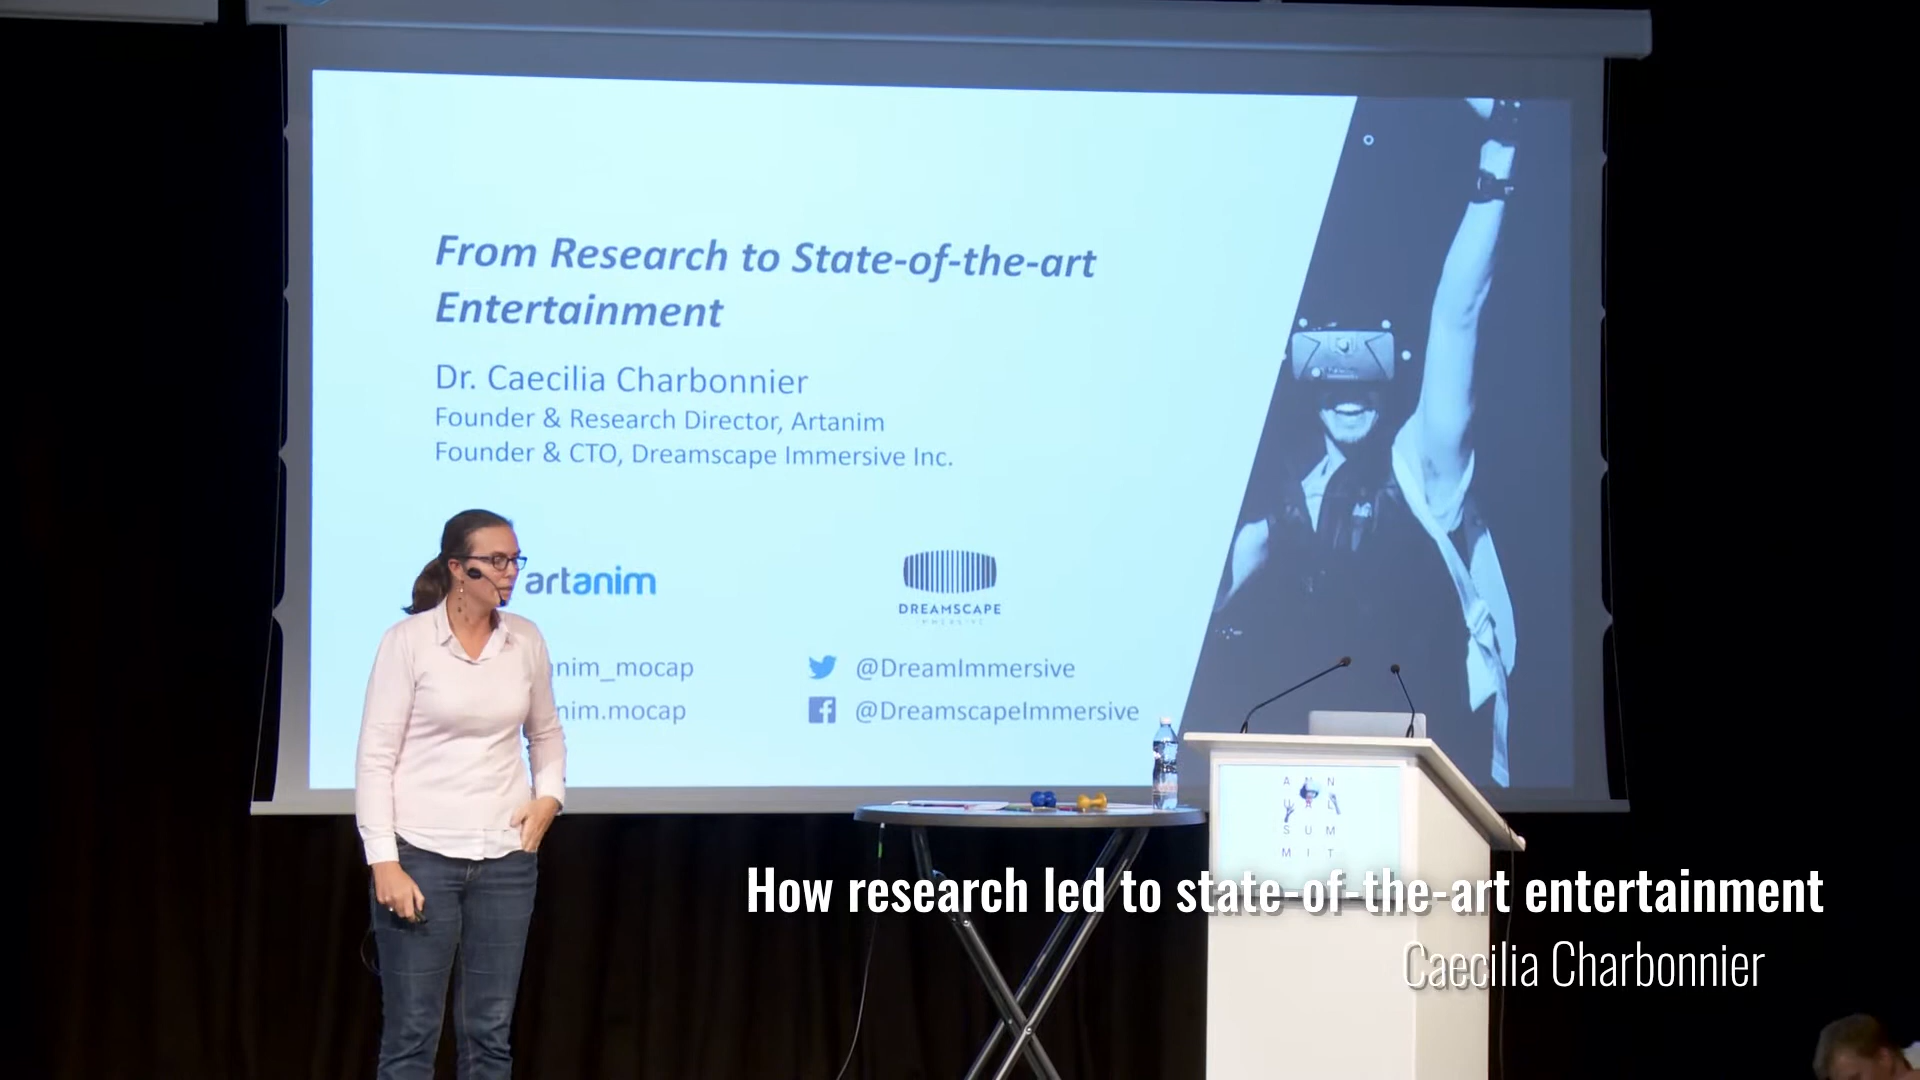 From Research to State-of-the-art
Entertainment
Dr. Caecilia Charbonnier
Founder & Research Director, Artanim
Founder & CTO, Dreamscape Immersive Inc.
artanim
DREAMSCAPE
IMMERSIVE
nim_mocap
@DreamImmersive
nim.mocap
@DreamscapeImmersive
A N N
U A L
S U M
M I T
How research led to state-of-the-art entertainment
Caecilia Charbonnier